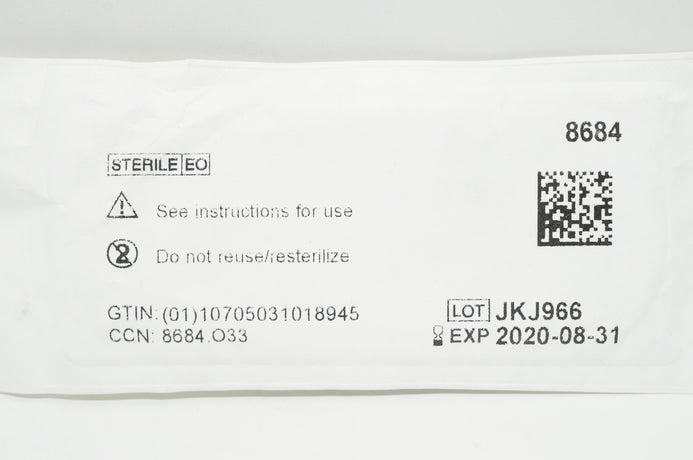 8684
STERILE EO
See instructions for use
2 Do not reuse/resterilize
GTIN: (01)10705031018945
CCN: 8684.O33
LOT JKJ966
EXP 2020-08-31